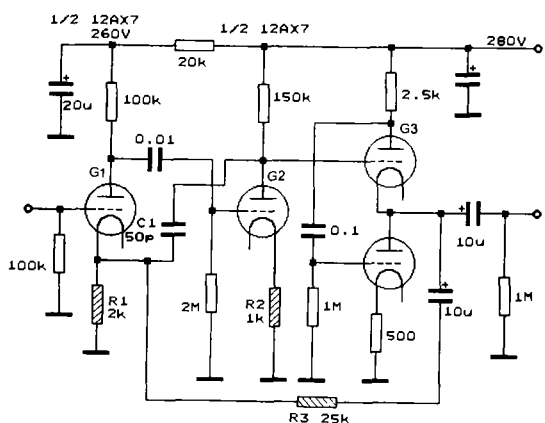 1/2 12AX7
260V
1/2 12AX7
280V
20k
20u
100k
150k
2.5k
0.01
G1
G2
G3
C1
50p
0.1
10u
100k
R1
2k
2M
R2
1k
1M
500
10u
1M
R3 25k